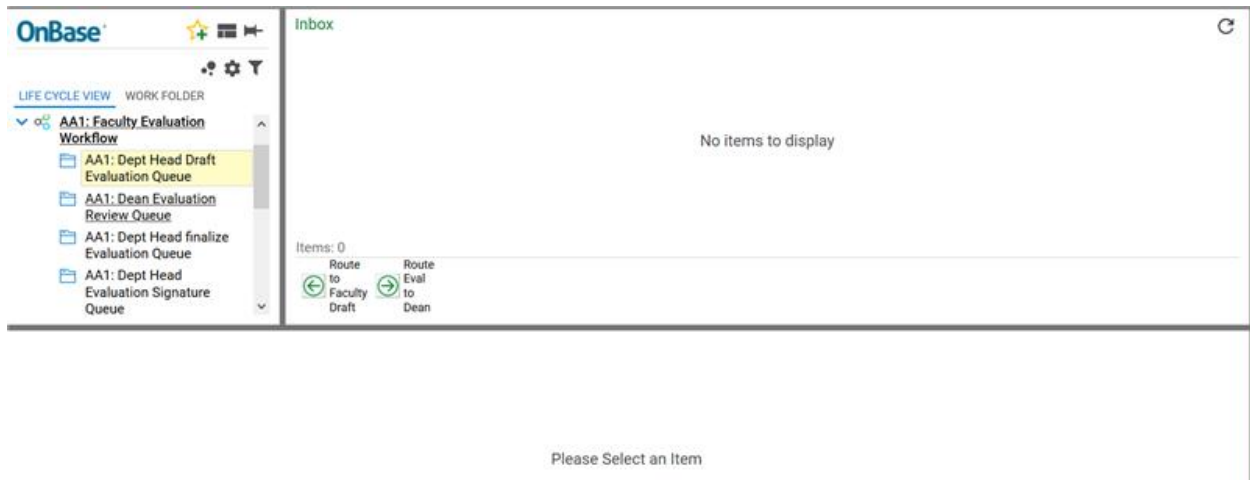 OnBase
LIFE CYCLE VIEW WORK FOLDER
AA1: Faculty Evaluation
Workflow
AA1: Dept Head Draft
Evaluation Queue
AA1: Dean Evaluation
Review Queue
AA1: Dept Head finalize
Evaluation Queue
AA1: Dept Head
Evaluation Signature
Queue
Inbox
No items to display
Items: 0
Route
to
Faculty
Draft
Route
Eval
to
Dean
Please Select an Item